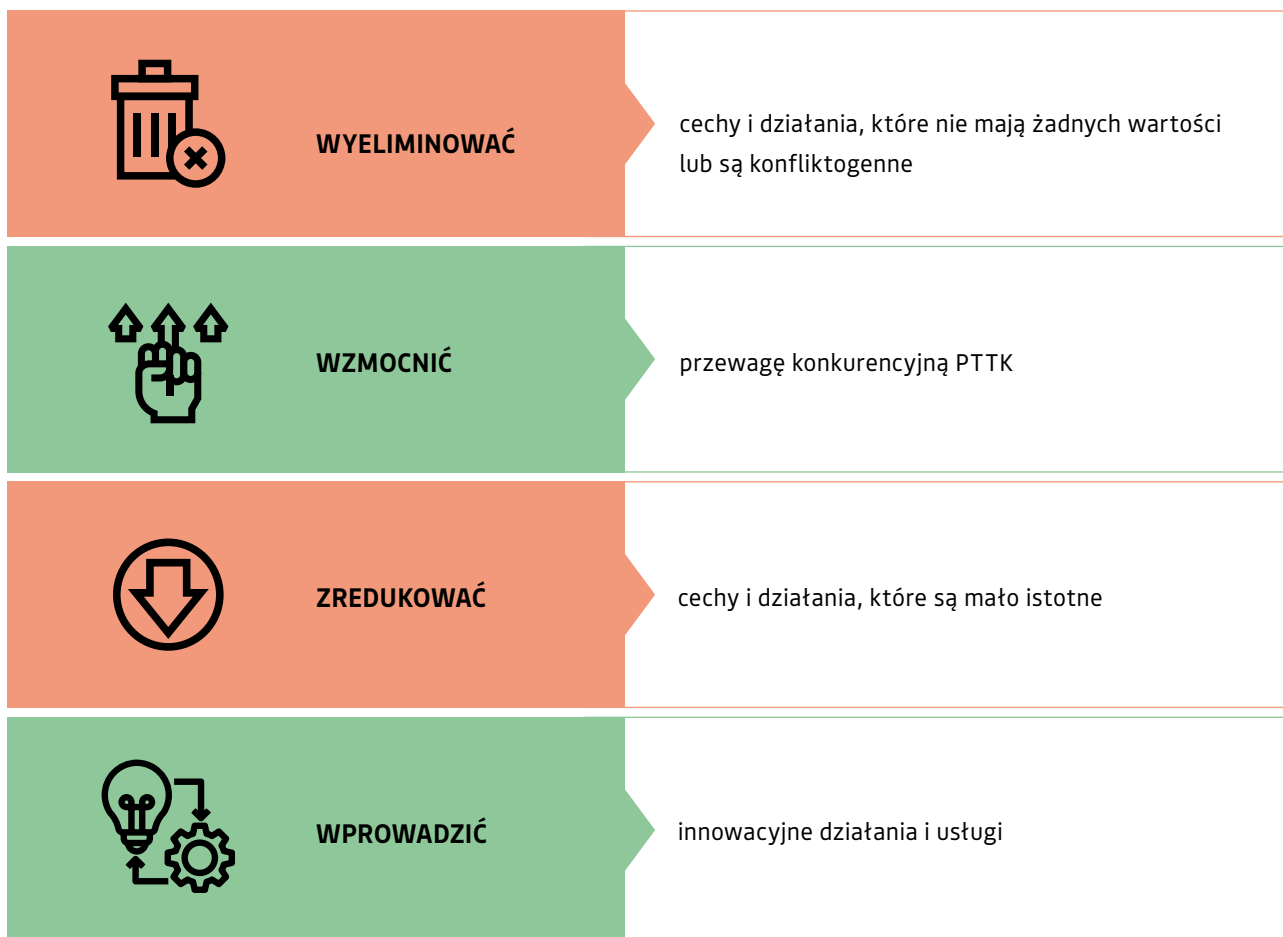 WYELIMINOWAĆ
cechy i działania, które nie mają żadnych wartości
lub są konfliktogenne
WZMOCNIĆ
przewagę konkurencyjną PTTK
ZREDUKOWAĆ
cechy i działania, które są mało istotne
WPROWADZIĆ
innowacyjne działania i usługi